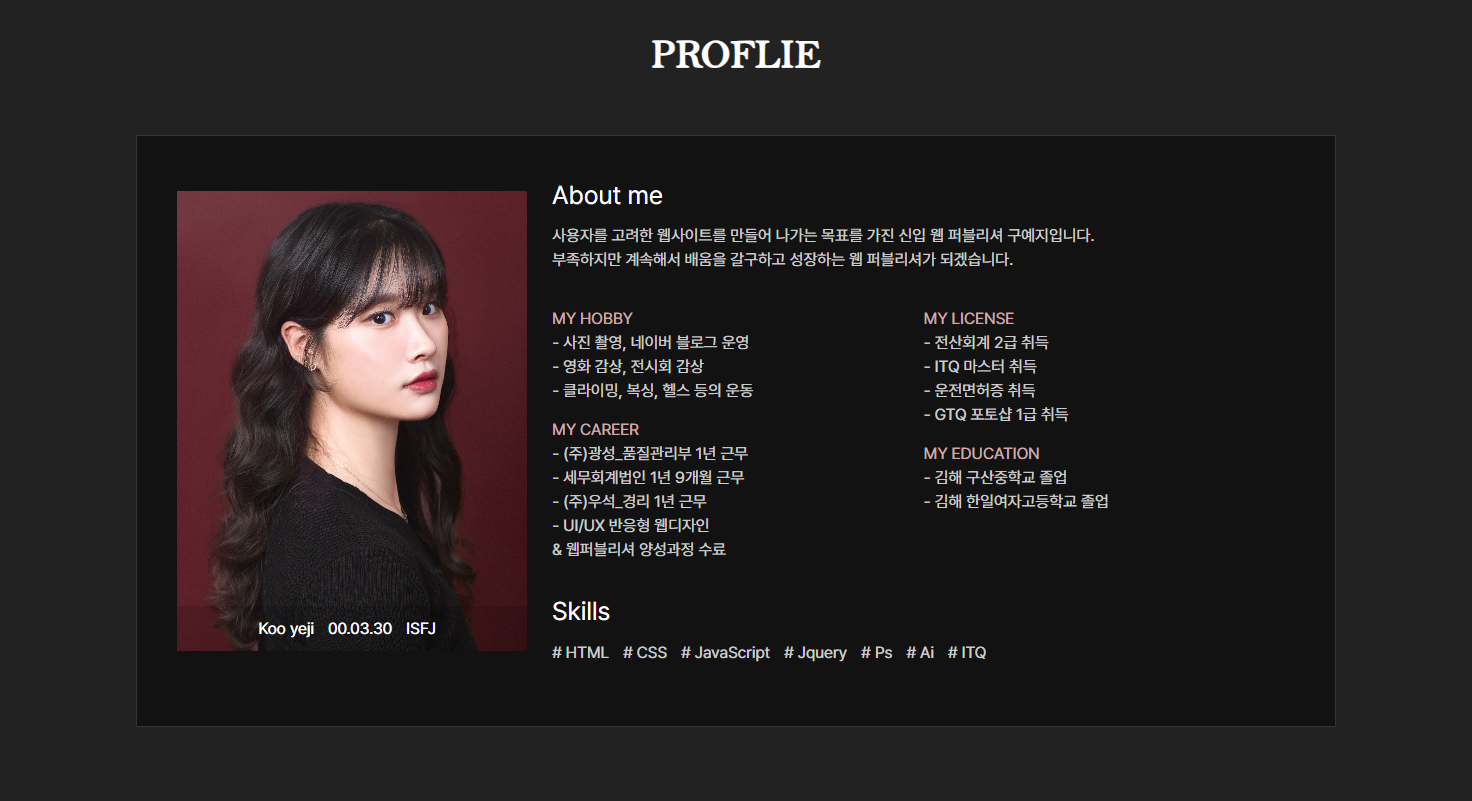 PROFLIE
Koo yeji 00.03.30 ISFJ
About me
사용자를 고려한 웹사이트를 만들어 나가는 목표를 가진 신입 웹 퍼블리셔 구예지입니다.
부족하지만 계속해서 배움을 갈구하고 성장하는 웹 퍼블리셔가 되겠습니다.
MY HOBBY
- 사진 촬영, 네이버 블로그 운영
- 영화 감상, 전시회 감상
- 클라이밍, 복싱, 헬스 등의 운동
MY CAREER
- (주)광성_품질관리부 1년 근무
- 세무회계법인 1년 9개월 근무
- (주)우석_경리 1년 근무
- UI/UX 반응형 웹디자인
& 웹퍼블리셔 양성과정 수료
MY LICENSE
- 전산회계 2급 취득
- ITQ 마스터 취득
- 운전면허증 취득
- GTQ 포토샵 1급 취득
MY EDUCATION
- 김해 구산중학교 졸업
- 김해 한일여자고등학교 졸업
Skills
# HTML # CSS # JavaScript # Jquery # Ps # Ai # ITQ